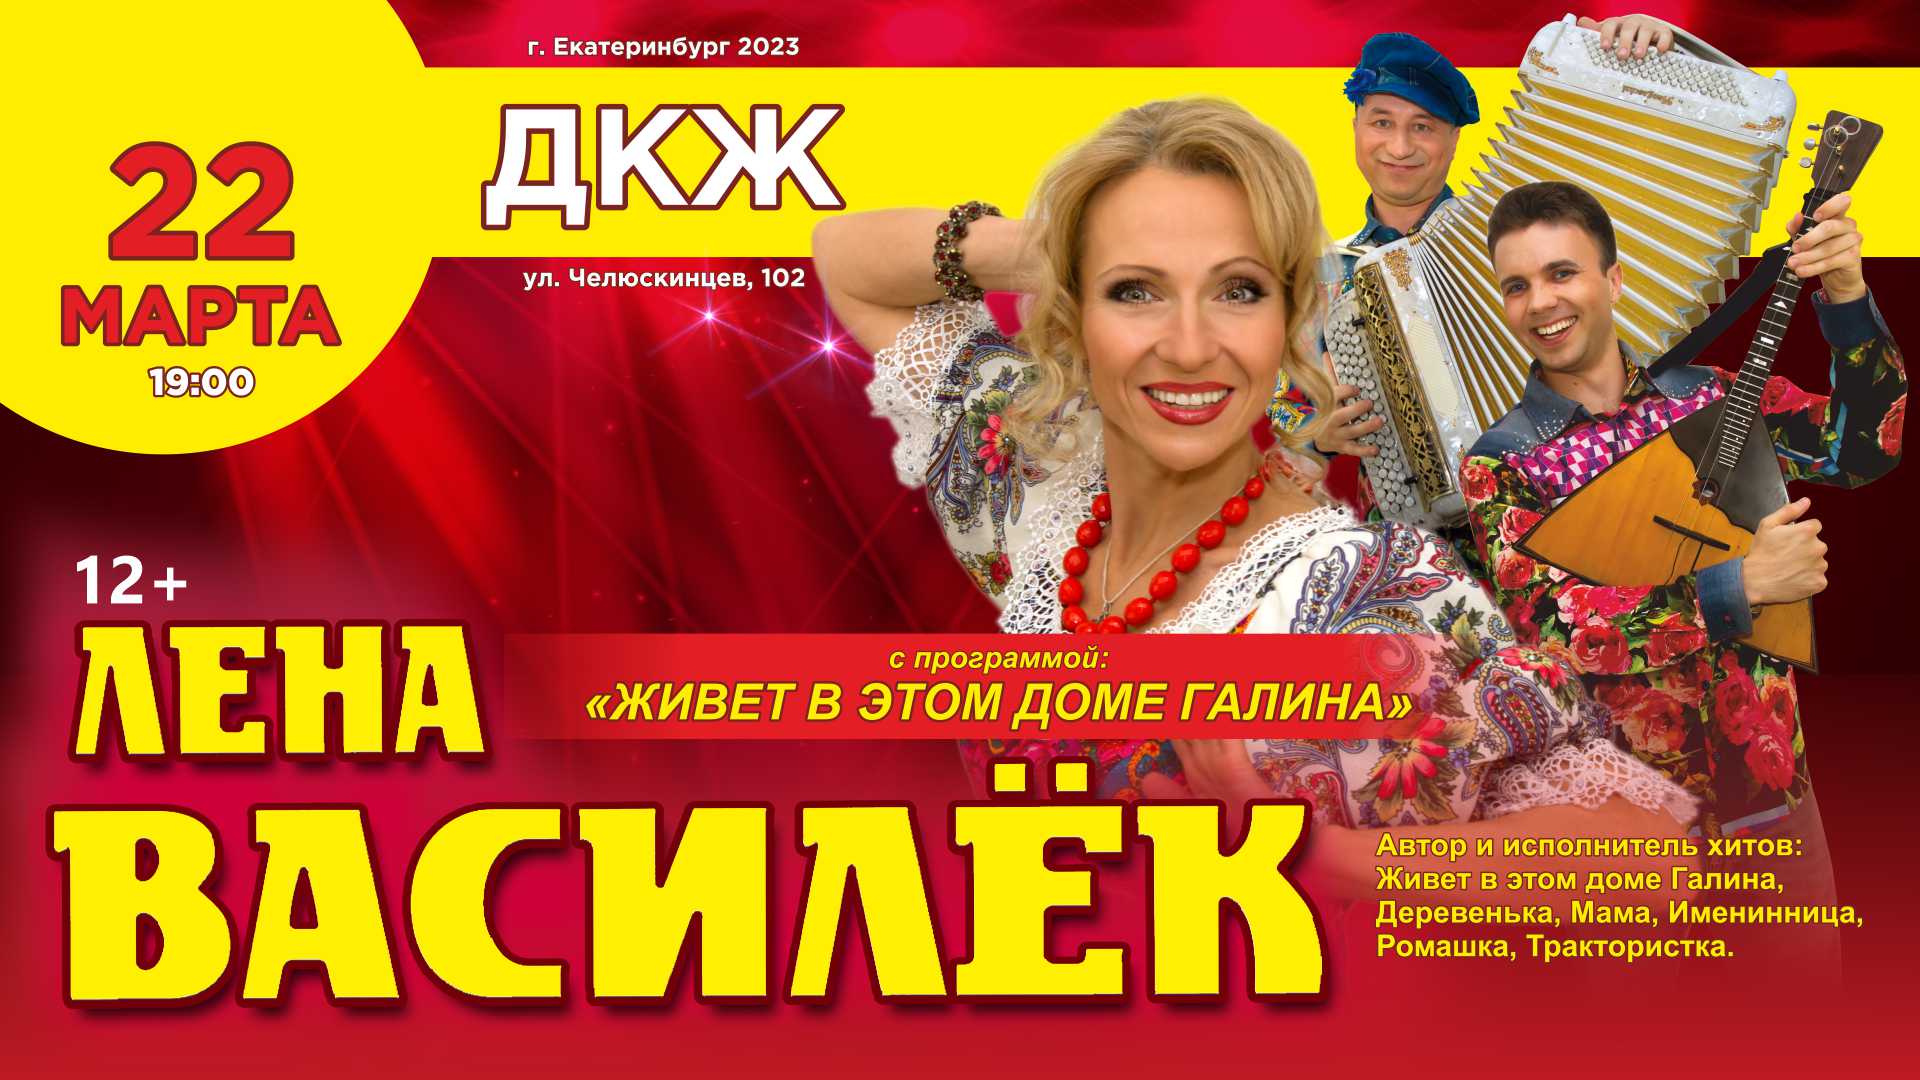 г. Екатеринбург 2023
ДКЖ
ул. Челюскинцев, 102
22
МАРТА
19:00
12+
ЛЕНА
ВАСИЛЁК
с программой:
«ЖИВЕТ В ЭТОМ ДОМЕ ГАЛИНА»
Автор и исполнитель хитов:
Живет в этом доме Галина,
Деревенька, Мама, Именинница,
Ромашка, Трактористка.